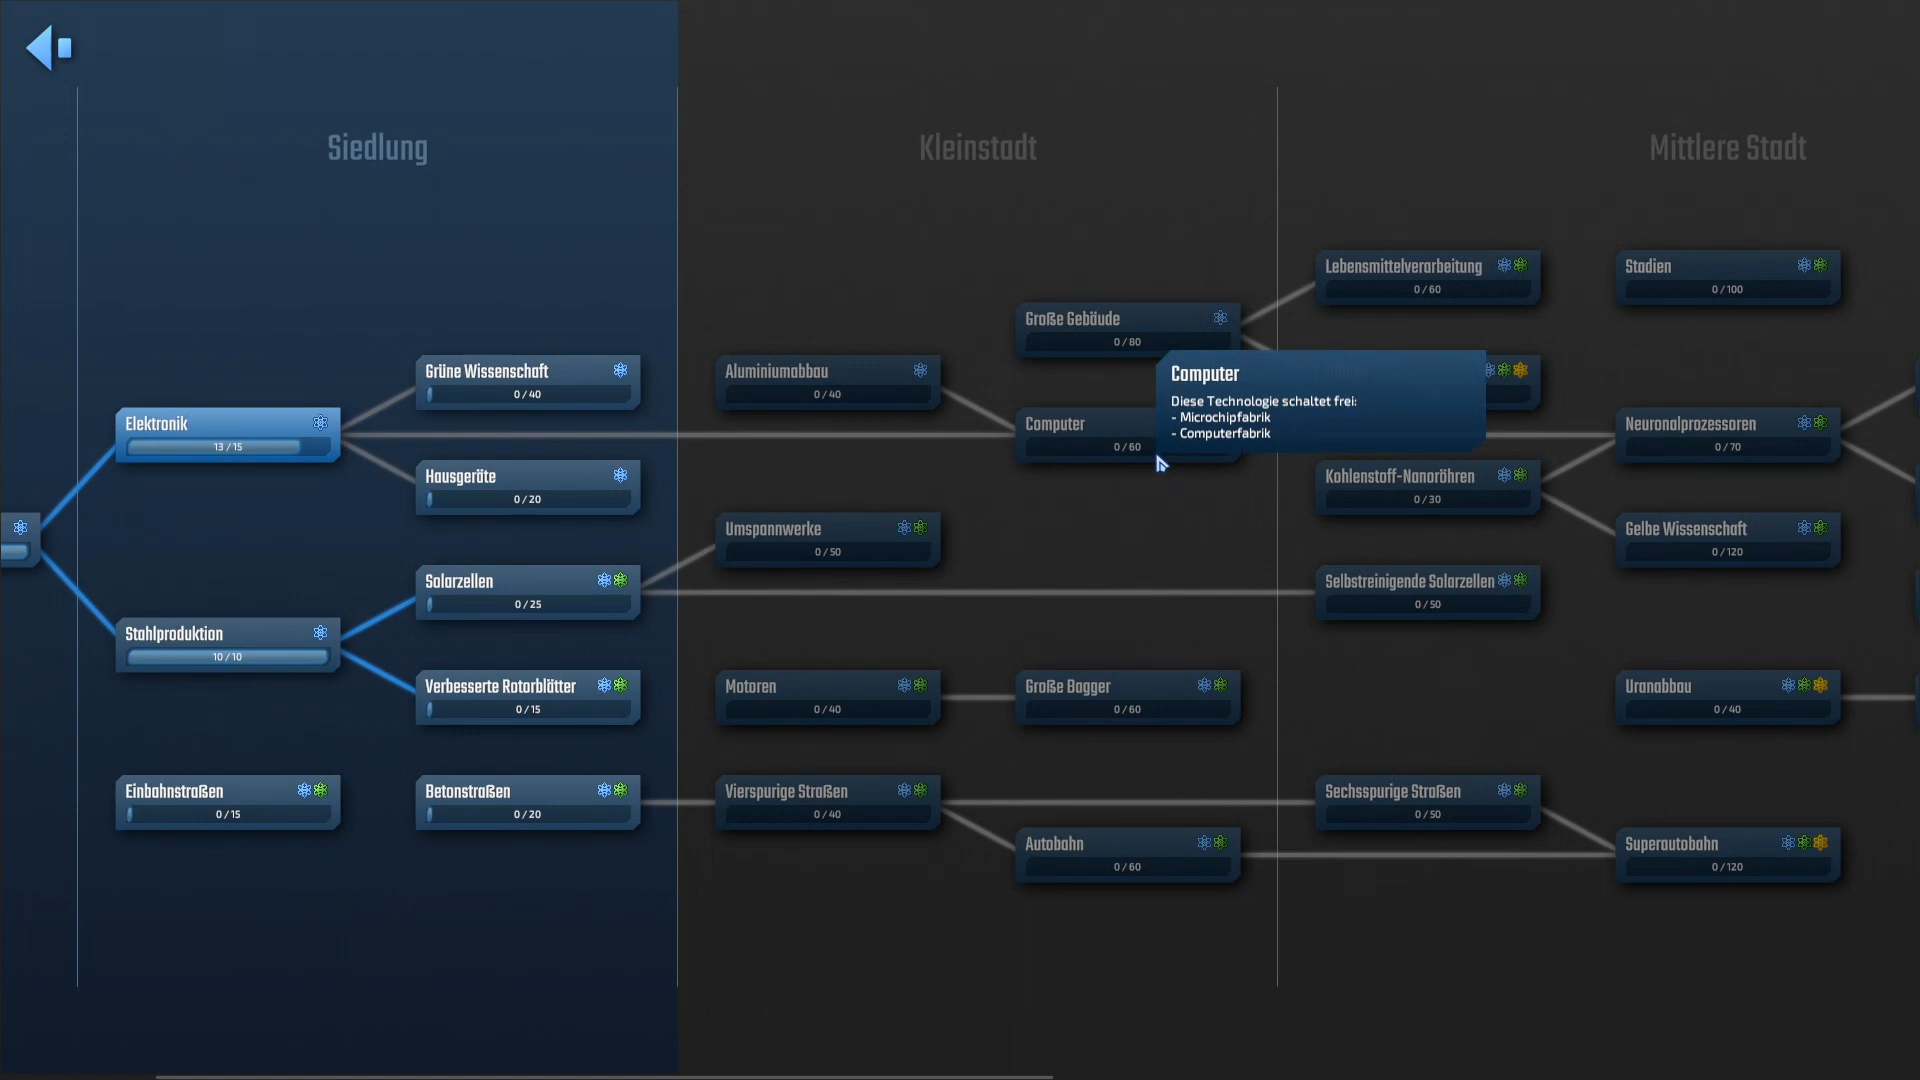 Siedlung
Kleinstadt
Mittlere Stadt
Elektronik
13 / 15
Grüne Wissenschaft
0 / 40
Hausgeräte
0 / 20
Stahlproduktion
10 / 10
Solarzellen
0 / 25
Verbesserte Rotorblätter
0 / 15
Einbahnstraßen
0 / 15
Betonstraßen
0 / 20
Aluminiumabbau
0 / 40
Große Gebäude
0 / 80
Computer
0 / 60
Computer
Diese Technologie schaltet frei:
- Microchipfabrik
- Computerfabrik
Umspannwerke
0 / 50
Motoren
0 / 40
Große Bagger
0 / 60
Vierspurige Straßen
0 / 40
Autobahn
0 / 60
Lebensmittelverarbeitung
0 / 60
Stadien
0 / 100
Neuronalprozessoren
0 / 70
Kohlenstoff-Nanoröhren
0 / 30
Gelbe Wissenschaft
0 / 120
Selbstreinigende Solarzellen
0 / 50
Uranabbau
0 / 40
Sechsspurige Straßen
0 / 50
Superautobahn
0 / 120